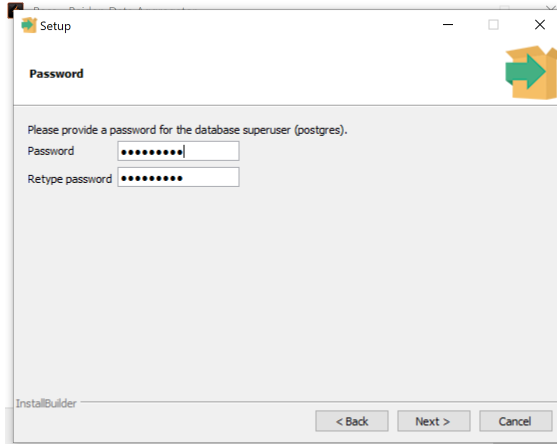 Setup
Password
Please provide a password for the database superuser (postgres).
Password •••••••••
Retype password •••••••••
InstallBuilder
< Back Next > Cancel